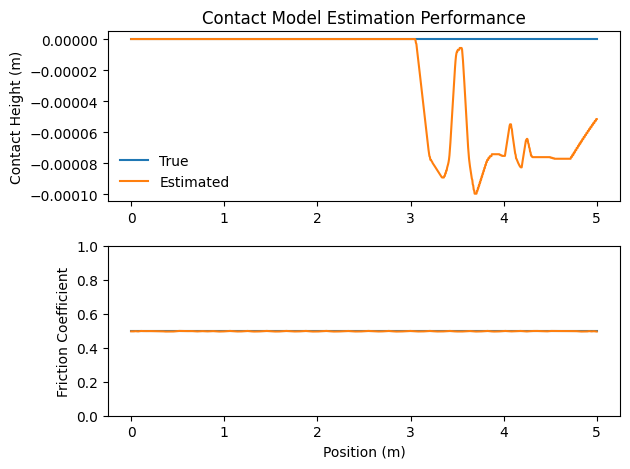 Contact Model Estimation Performance
Contact Height (m)
0.00000
−0.00002
−0.00004
−0.00006
−0.00008
−0.00010
True
Estimated
0 1 2 3 4 5
Friction Coefficient
1.0
0.8
0.6
0.4
0.2
0.0
0 1 2 3 4 5
Position (m)